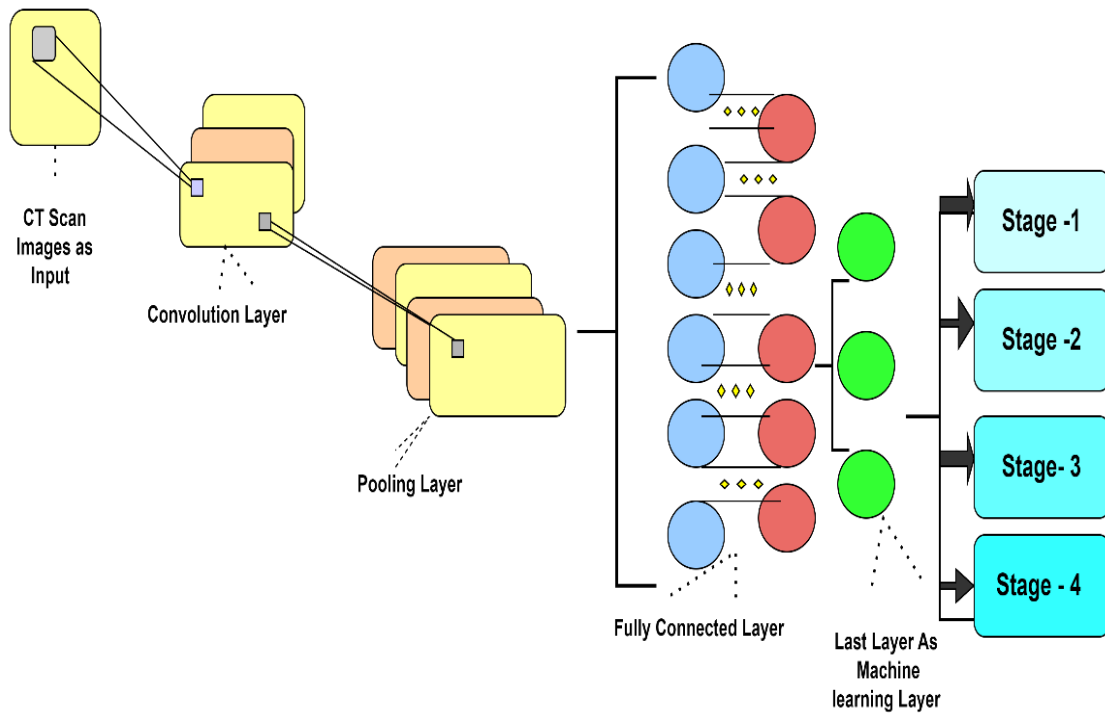 CT Scan
Images as
Input
Convolution Layer
Pooling Layer
Fully Connected Layer
Last Layer As
Machine
learning Layer
Stage -1
Stage -2
Stage- 3
Stage - 4